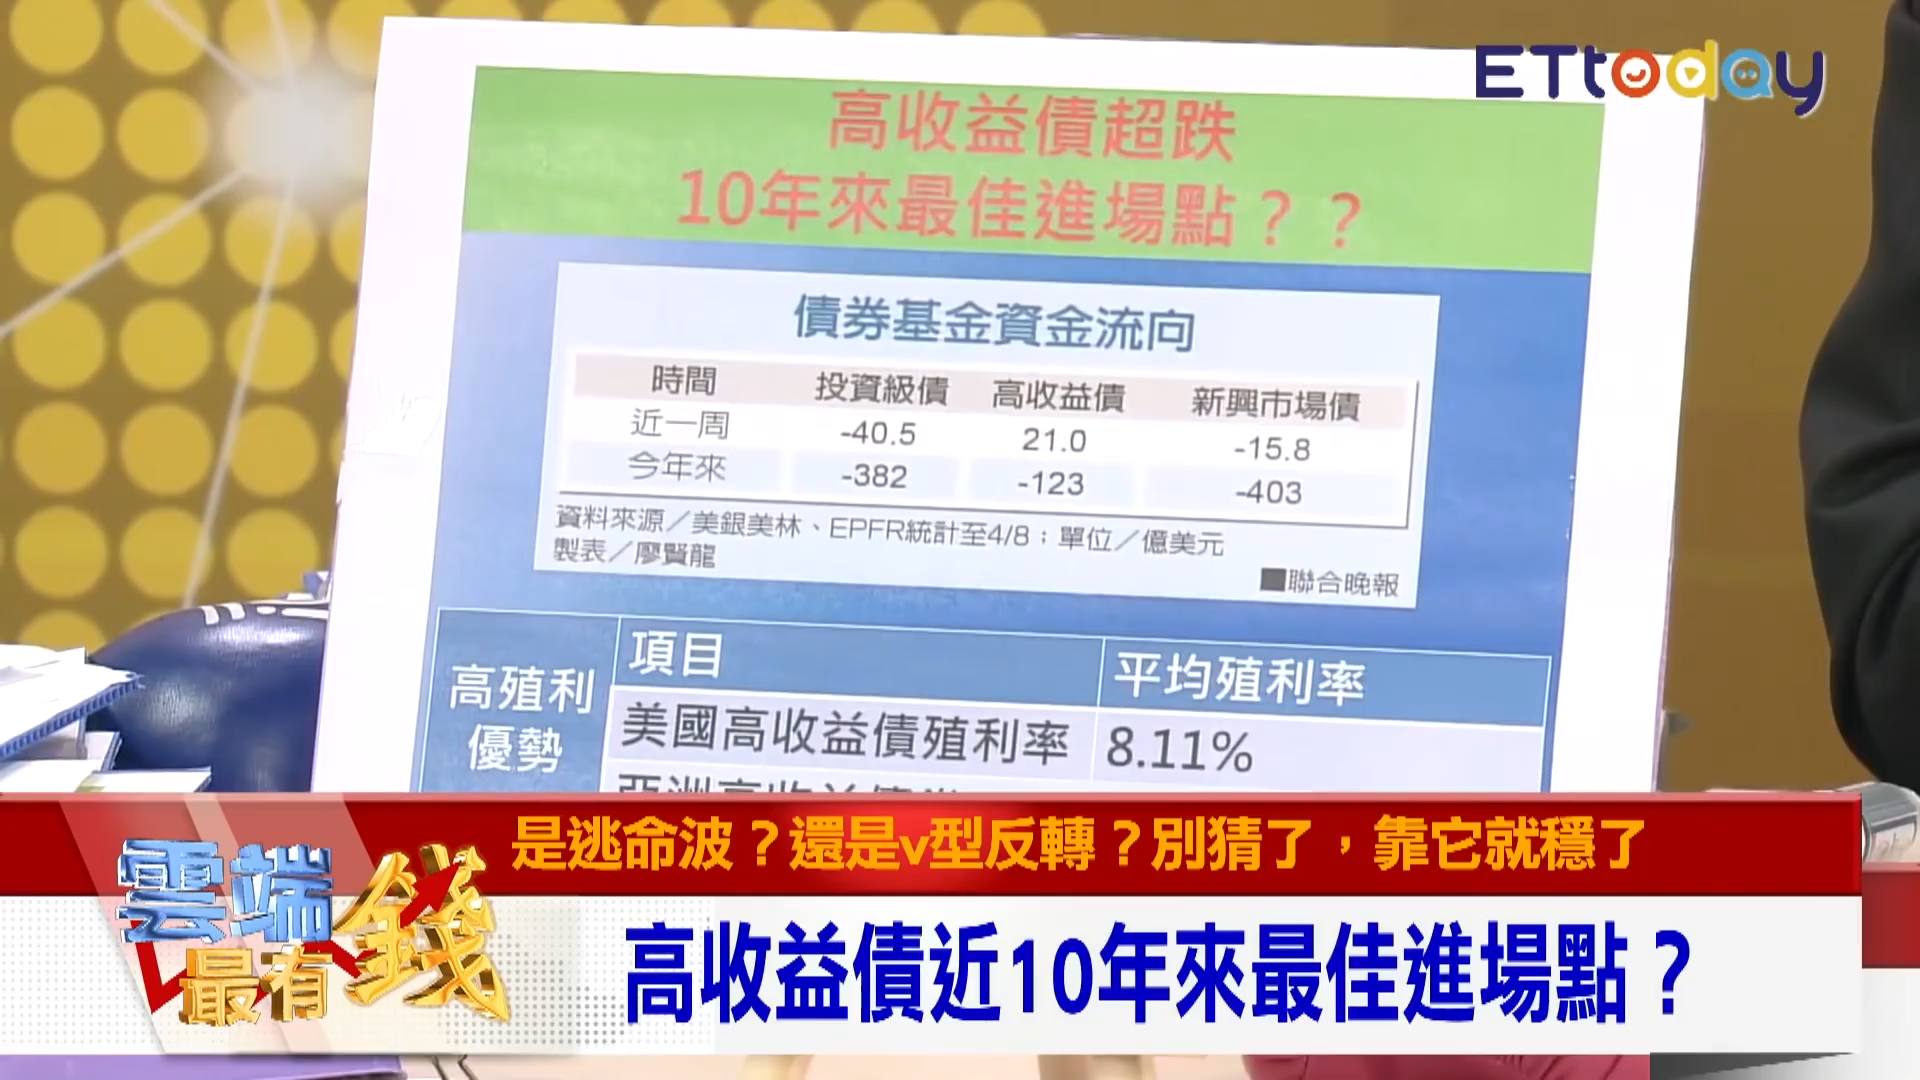 ETtoday
高收益債超跌
10年來最佳進場點？？
債券基金資金流向
時間 投資級債 高收益債 新興市場債
近一周 -40.5 21.0 -15.8
今年來 -382 -123 -403
資料來源／美銀美林、EPFR統計至4/8；單位／億美元
製表／廖賢龍
■聯合晚報
高殖利
優勢
項目 平均殖利率
美國高收益債殖利率 8.11%
是逃命波？還是v型反轉？別猜了，靠它就穩了
雲端
最有錢
高收益債近10年來最佳進場點？